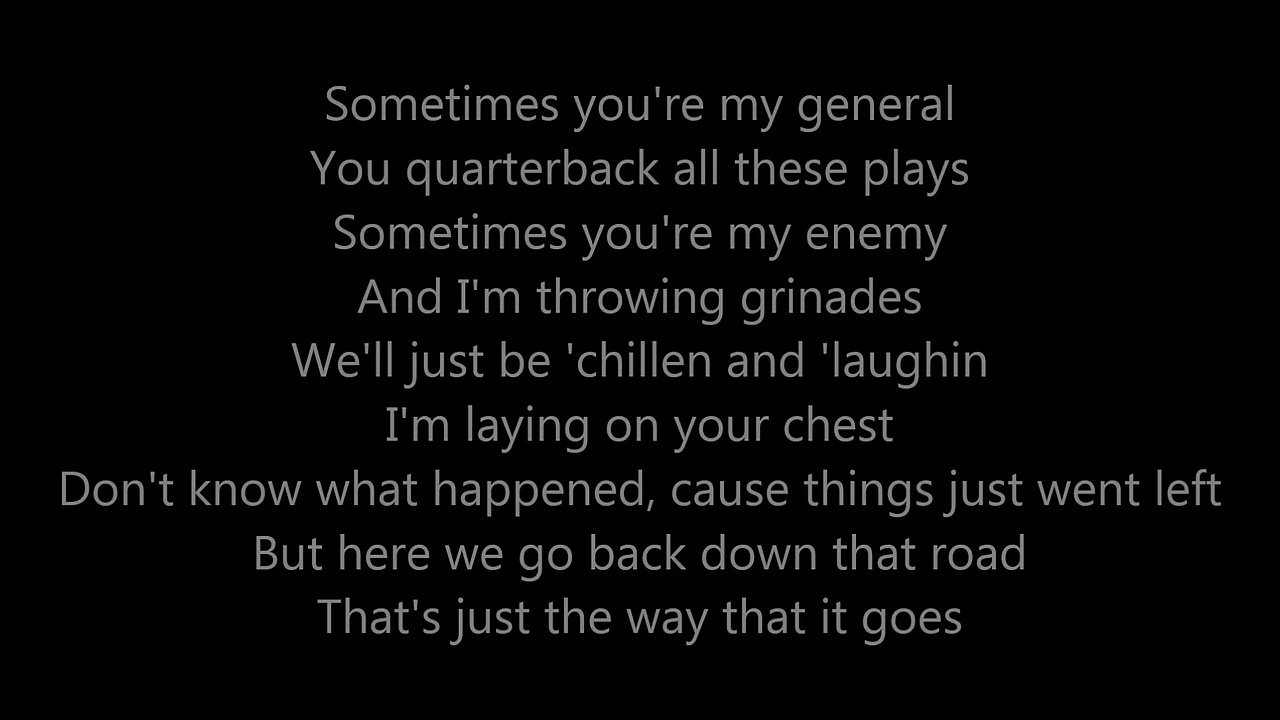 Sometimes you're my general
You quarterback all these plays
Sometimes you're my enemy
And I'm throwing grinades
We'll just be 'chillen and 'laughin
I'm laying on your chest
Don't know what happened, cause things just went left
But here we go back down that road
That's just the way that it goes